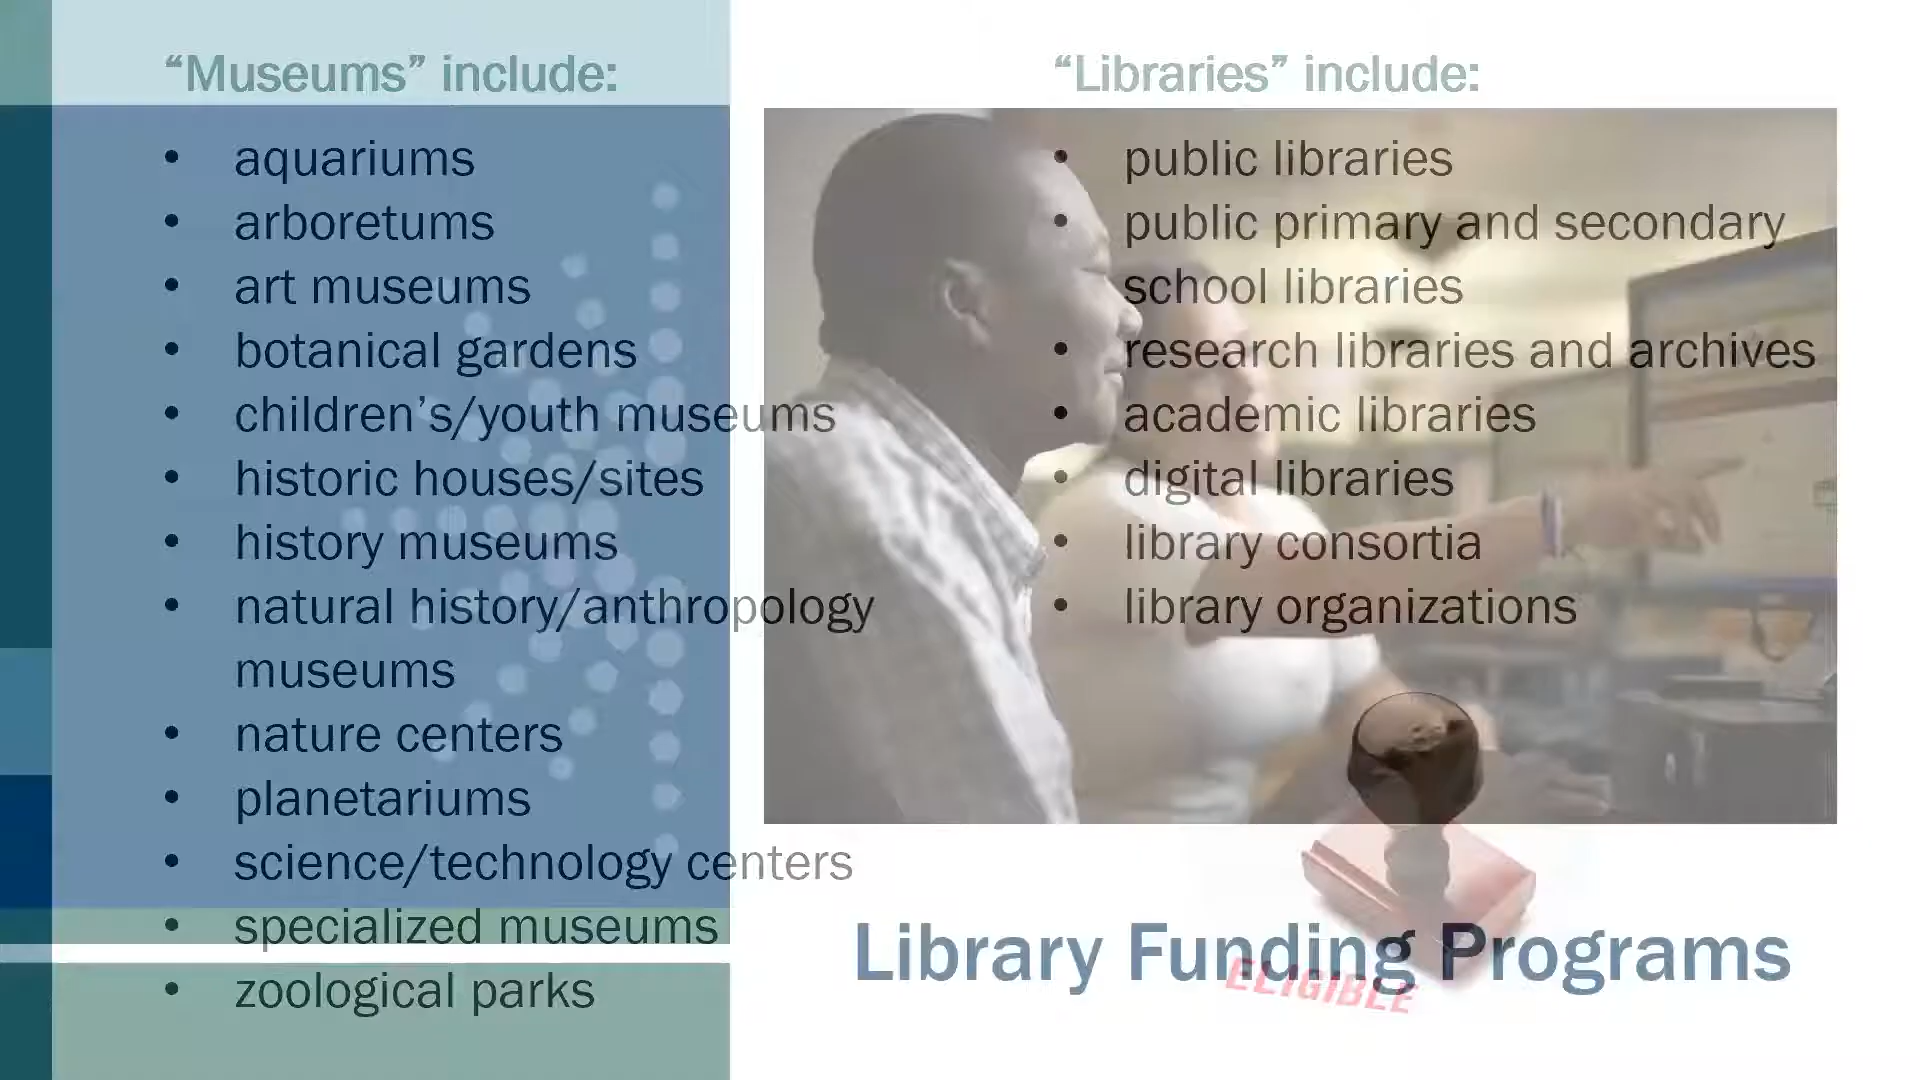 “Museums” include:
• aquariums
• arboretums
• art museums
• botanical gardens
• children’s/youth museums
• historic houses/sites
• history museums
• natural history/anthropology
museums
• nature centers
• planetariums
• science/technology centers
• specialized museums
• zoological parks
“Libraries” include:
• public libraries
• public primary and secondary
school libraries
• research libraries and archives
• academic libraries
• digital libraries
• library consortia
• library organizations
Library Funding Programs
ELIGIBLE